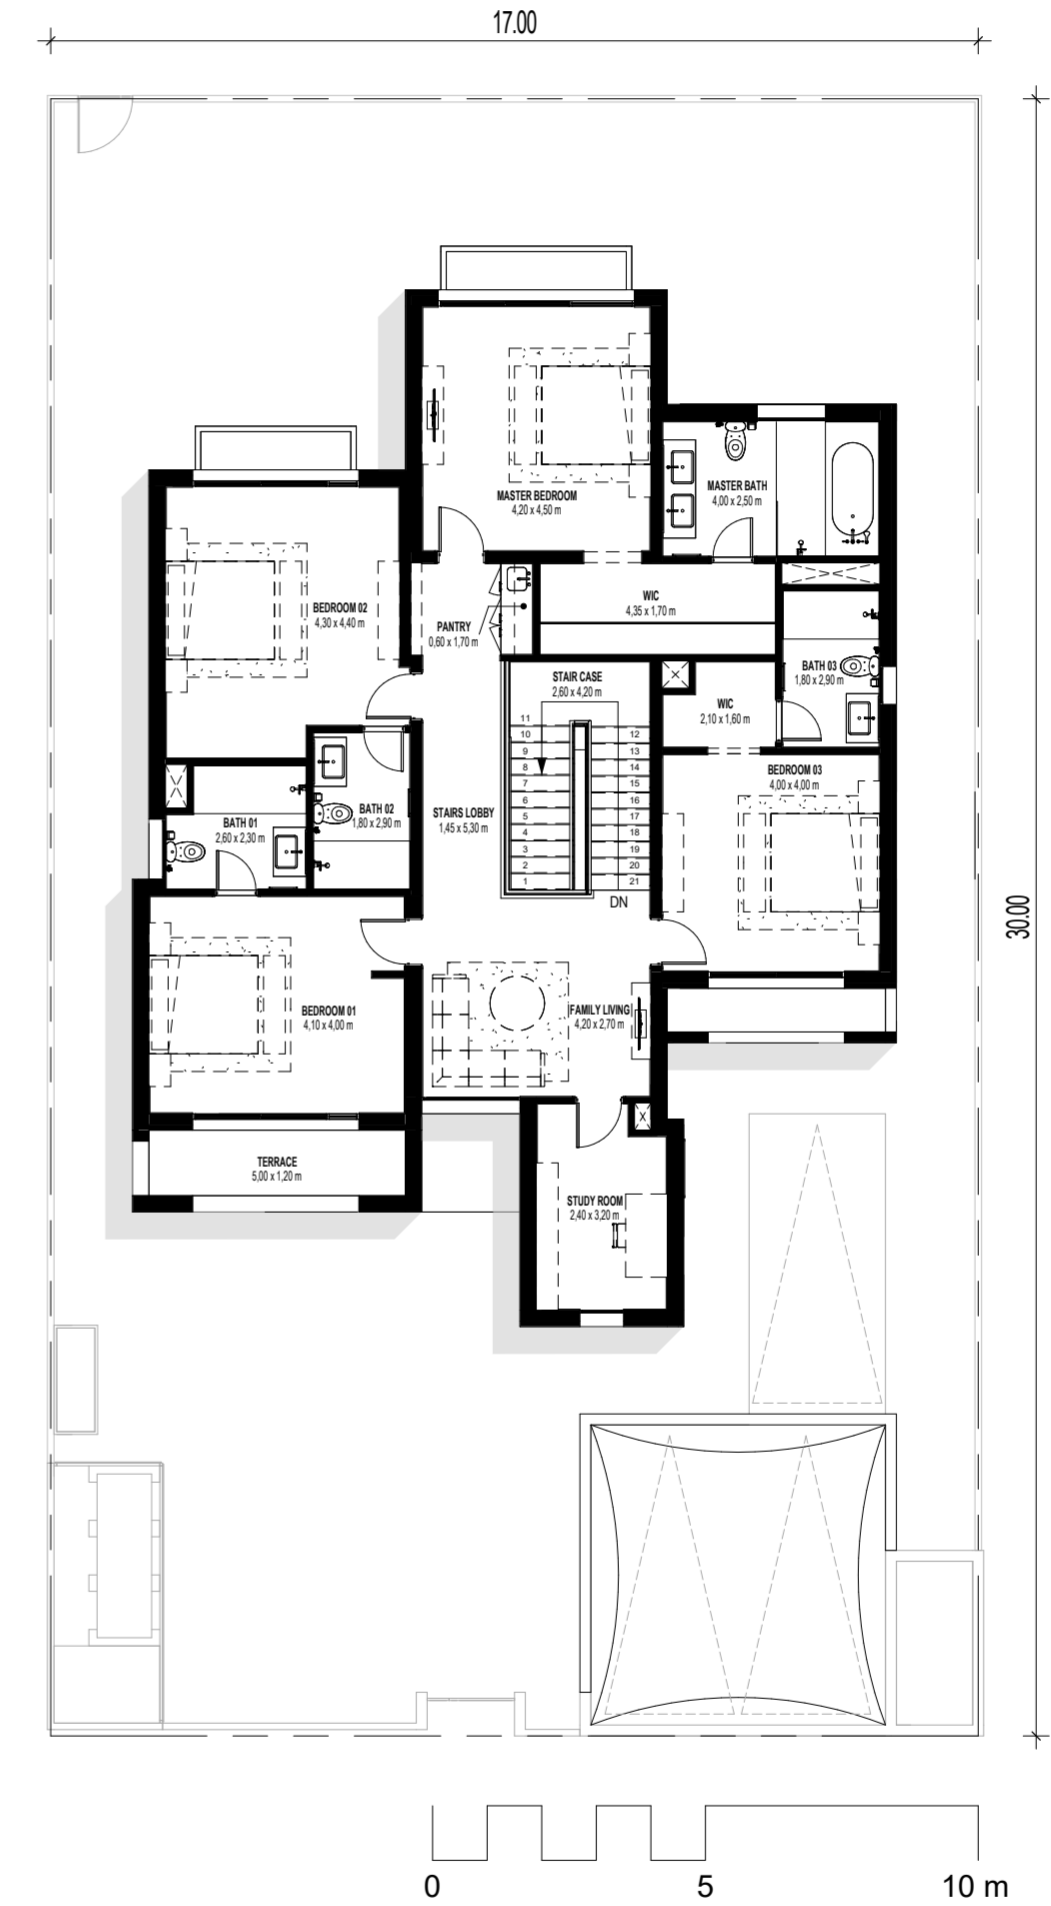 17.00
MASTER BEDROOM
4,20 x 4,50 m
MASTER BATH
4,00 x 2,50 m
BEDROOM 02
4,30 x 4,40 m
PANTRY
0,60 x 1,70 m
WIC
4,35 x 1,70 m
STAIR CASE
2,60 x 4,20 m
BATH 03
1,80 x 2,90 m
WIC
2,10 x 1,60 m
11
10
9
8
7
6
5
4
3
2
1
12
13
14
15
16
17
18
19
20
21
DN
BEDROOM 03
4,00 x 4,00 m
STAIRS LOBBY
1,45 x 5,30 m
BATH 02
1,80 x 2,90 m
BATH 01
2,60 x 2,30 m
30.00
BEDROOM 01
4,10 x 4,00 m
FAMILY LIVING
4,20 x 2,70 m
TERRACE
5,00 x 1,20 m
STUDY ROOM
2,40 x 3,20 m
0
5
10 m